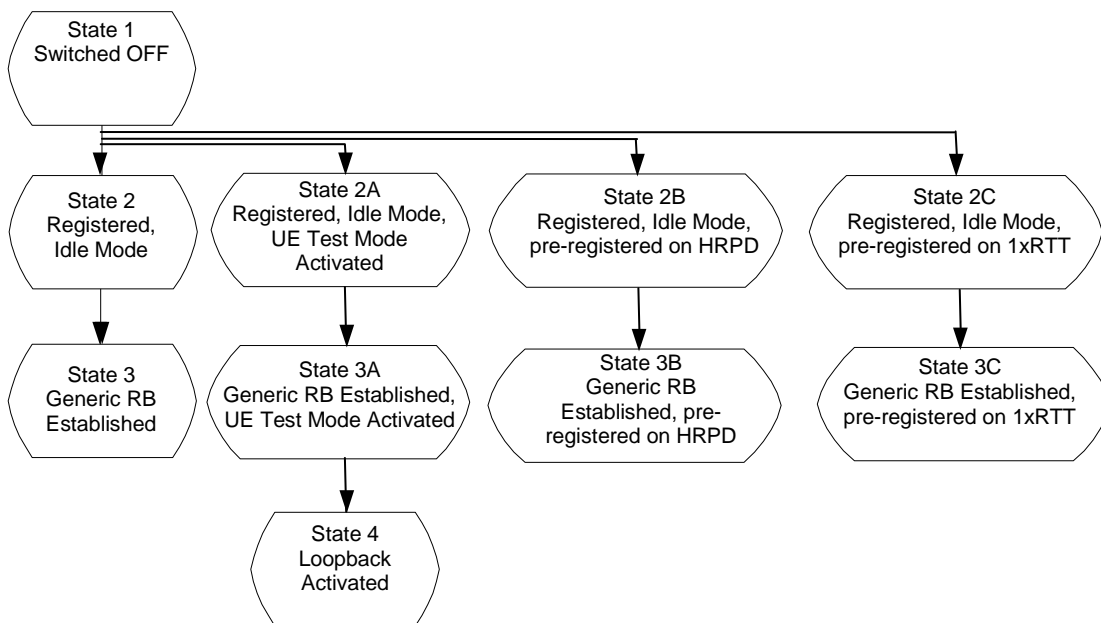 State 1
Switched OFF
State 2
Registered,
Idle Mode
State 2A
Registered, Idle Mode,
UE Test Mode
Activated
State 2B
Registered, Idle Mode,
pre-registered on HRPD
State 2C
Registered, Idle Mode,
pre-registered on 1xRTT
State 3
Generic RB
Established
State 3A
Generic RB Established,
UE Test Mode Activated
State 3B
Generic RB
Established, pre-
registered on HRPD
State 3C
Generic RB Established,
pre-registered on 1xRTT
State 4
Loopback
Activated